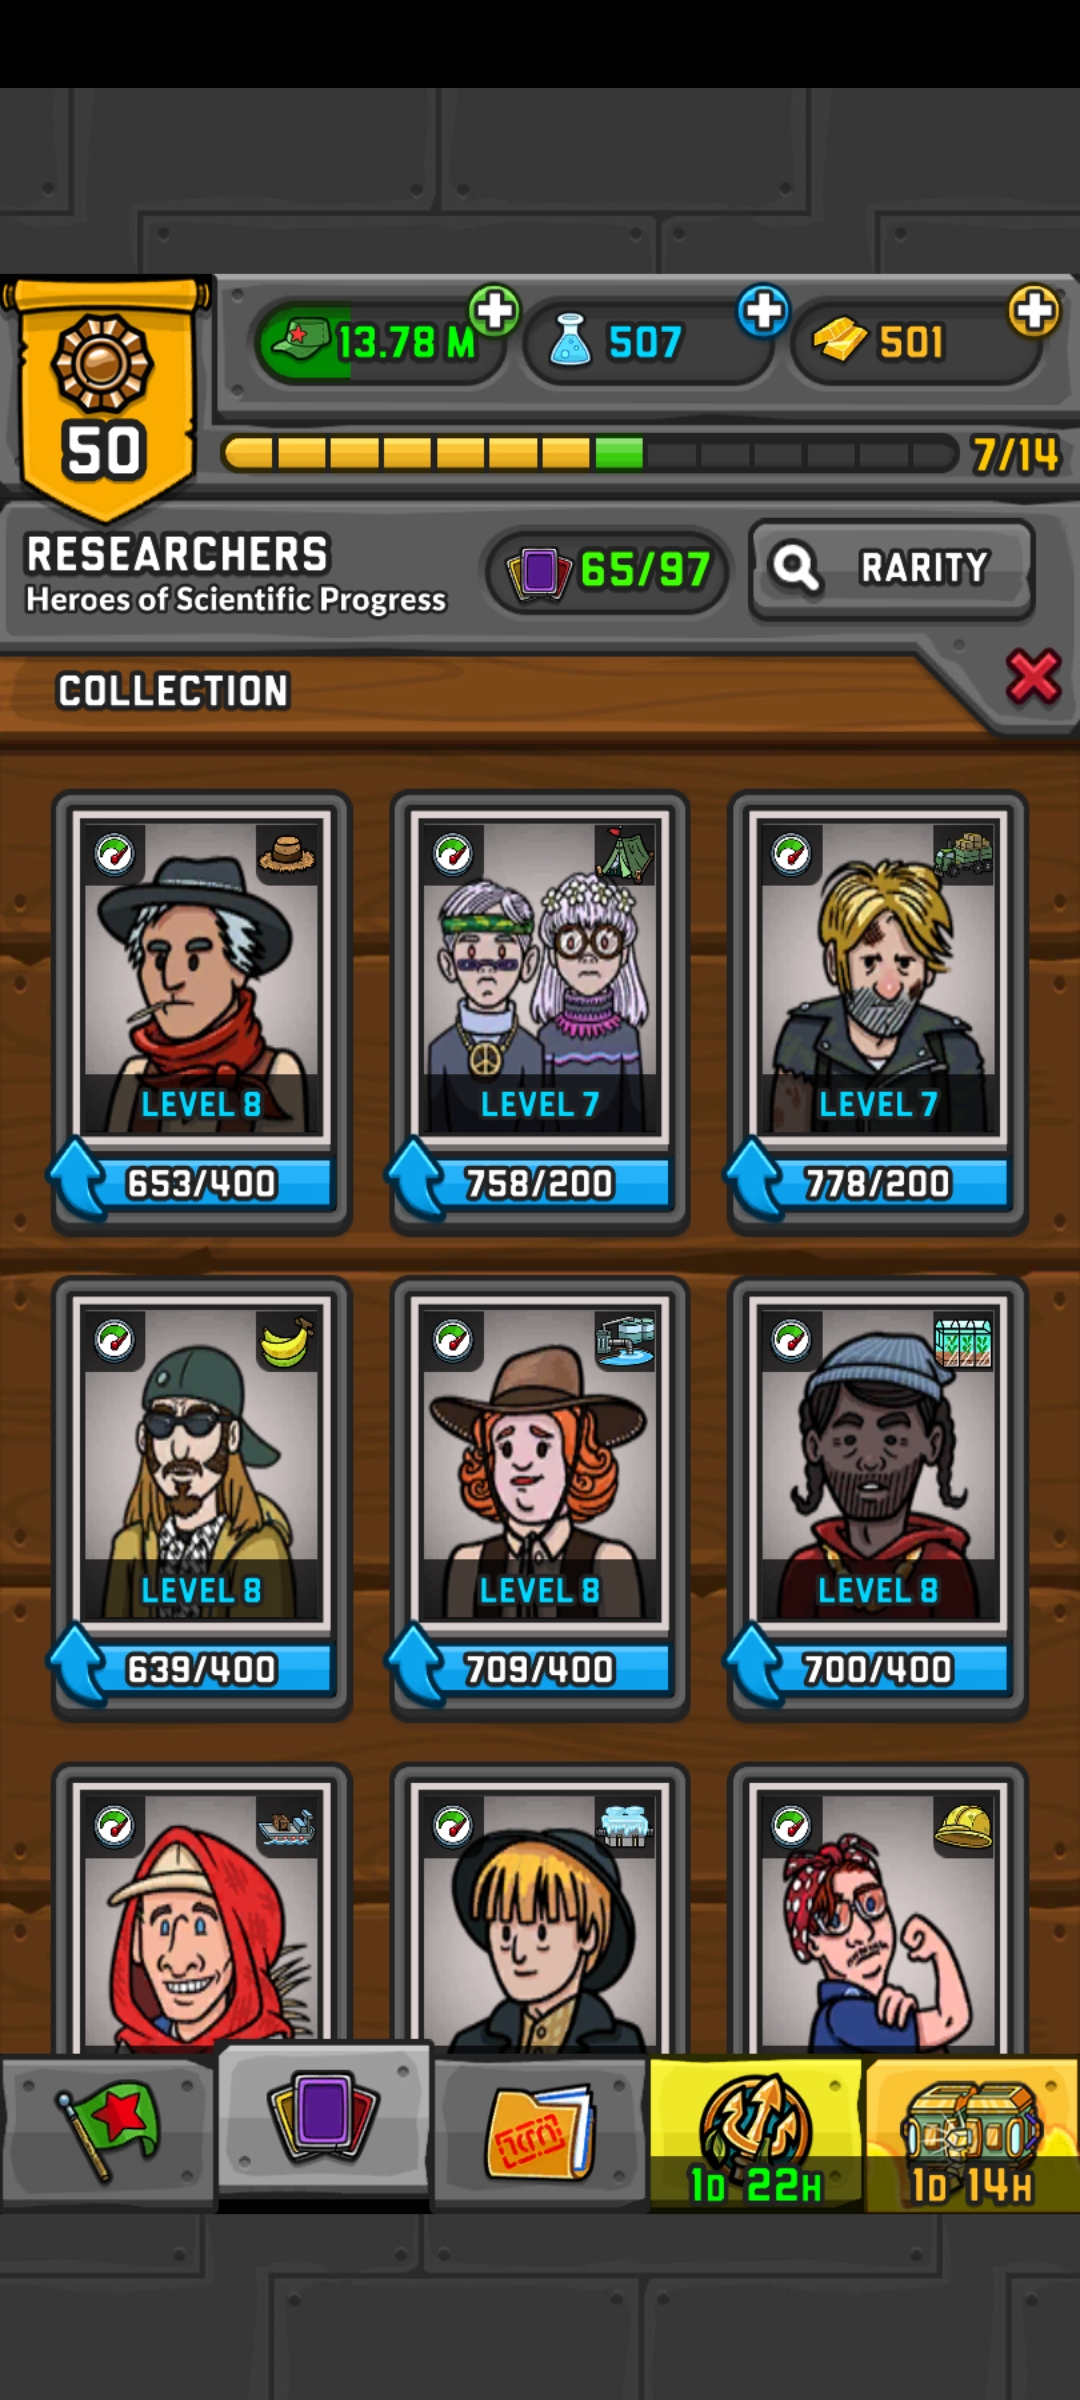 13.78 M
507
501
50
7/14
RESEARCHERS
Heroes of Scientific Progress
65/97
RARITY
COLLECTION
LEVEL 8
LEVEL 7
LEVEL 7
653/400
758/200
778/200
LEVEL 8
LEVEL 8
LEVEL 8
639/400
709/400
700/400
1D 22H
1D 14H